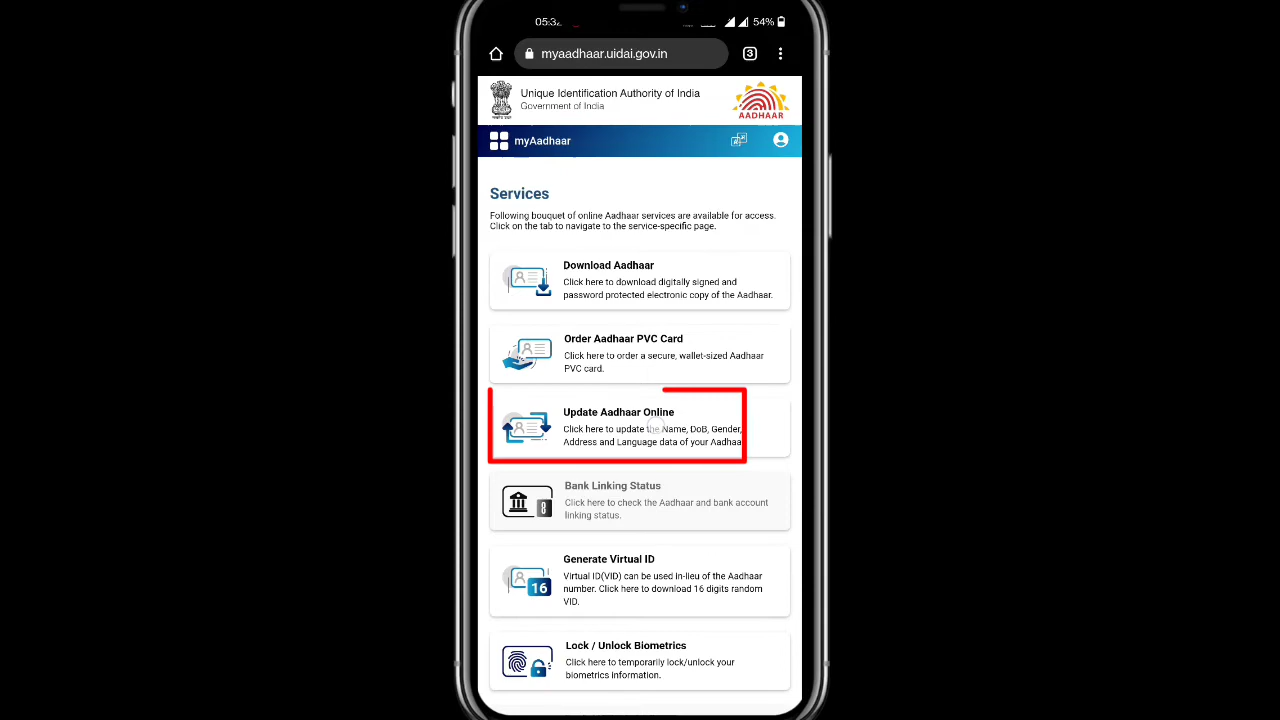 05:32
54%
myaadhaar.uidai.gov.in
3
Unique Identification Authority of India
Government of India
AADHAAR
myAadhaar
Services
Following bouquet of online Aadhaar services are available for access.
Click on the tab to navigate to the service-specific page.
Download Aadhaar
Click here to download digitally signed and
password protected electronic copy of the Aadhaar.
Order Aadhaar PVC Card
Click here to order a secure, wallet-sized Aadhaar
PVC card.
Update Aadhaar Online
Click here to update the Name, DoB, Gender,
Address and Language data of your Aadhaa
Bank Linking Status
Click here to check the Aadhaar and bank account
linking status.
8
Generate Virtual ID
Virtual ID(VID) can be used in-lieu of the Aadhaar
number. Click here to download 16 digits random
VID.
16
Lock / Unlock Biometrics
Click here to temporarily lock/unlock your
biometrics information.